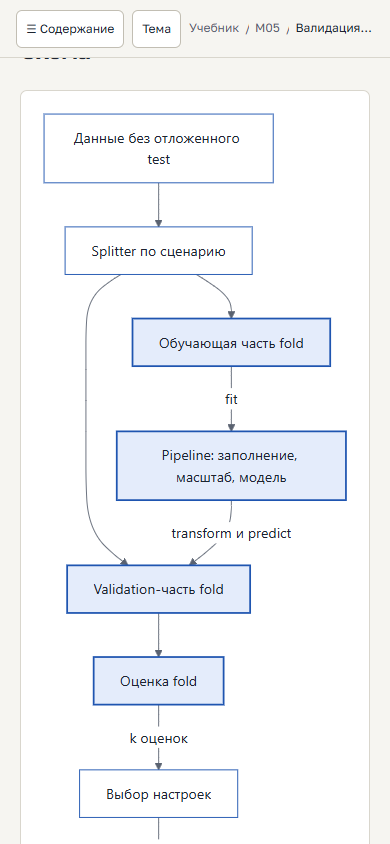 ☰ Содержание
Тема
Учебник / M05 / Валидация...
Данные без отложенного
test
Splitter по сценарию
Обучающая часть fold
fit
Pipeline: заполнение,
масштаб, модель
transform и predict
Validation-часть fold
Оценка fold
k оценок
Выбор настроек